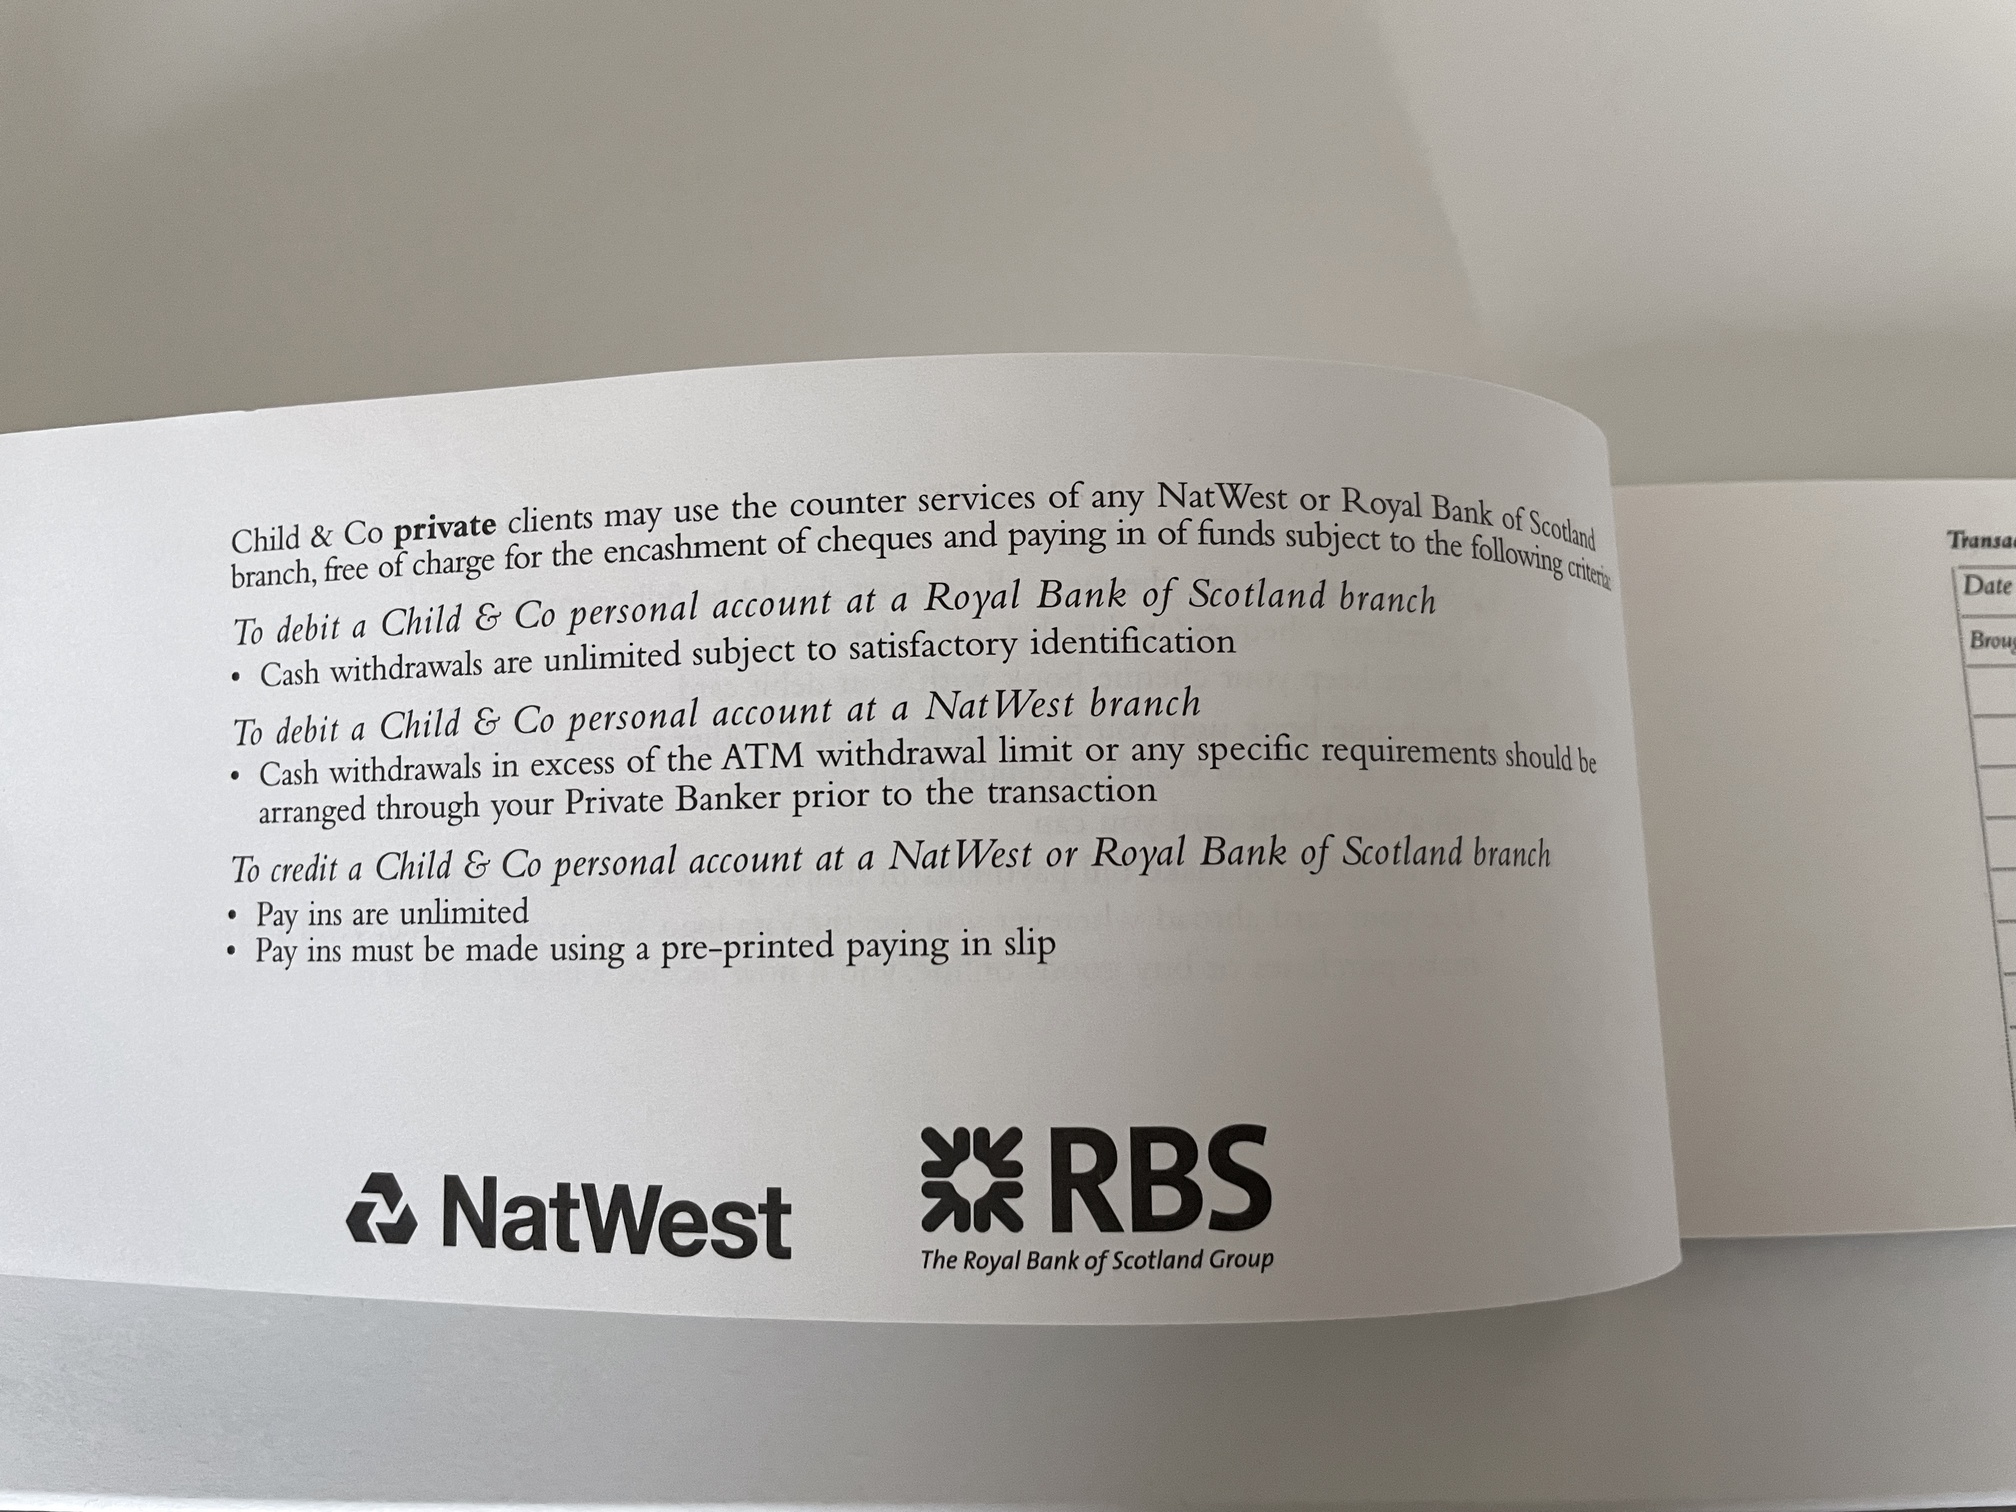 Child & Co private clients may use the counter services of any NatWest or Royal Bank of Scotland
branch, free of charge for the encashment of cheques and paying in of funds subject to the following
To debit a Child & Co personal account at a Royal Bank of Scotland branch
• Cash withdrawals are unlimited subject to satisfactory identification
To debit a Child & Co personal account at a NatWest branch
• Cash withdrawals in excess of the ATM withdrawal limit or any specific requirements should be
arranged through your Private Banker prior to the transaction
To credit a Child & Co personal account at a NatWest or Royal Bank of Scotland branch
• Pay ins are unlimited
• Pay ins must be made using a pre-printed paying in slip
NatWest
RBS
The Royal Bank of Scotland Group
Date